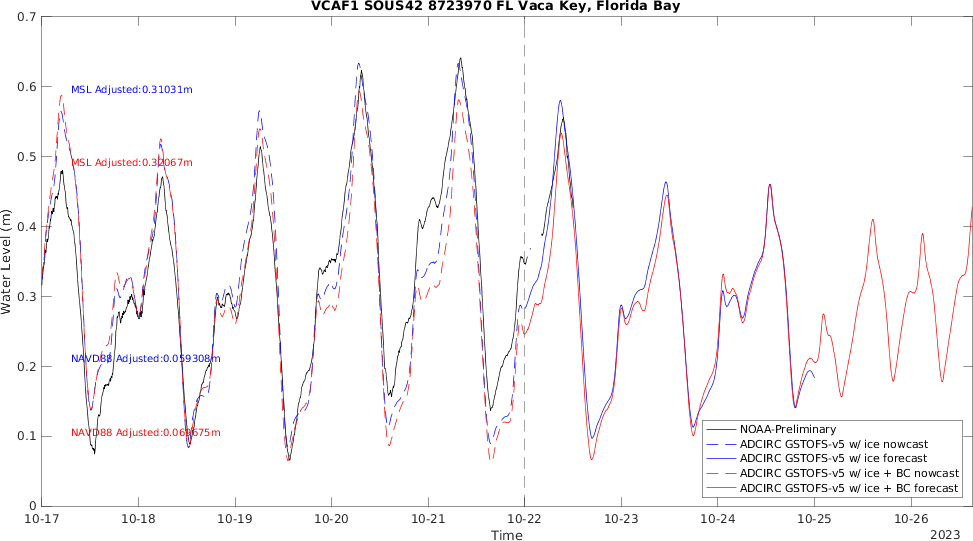 VCAF1 SOUS42 8723970 FL Vaca Key, Florida Bay
0.7
0.6
0.5
0.4
0.3
0.2
0.1
0
Water Level (m)
MSL Adjusted:0.31031m
MSL Adjusted:0.32067m
NAVD88 Adjusted:0.059308m
NAVD88 Adjusted:0.069675m
NOAA-Preliminary
ADCIRC GSTOFS-v5 w/ ice nowcast
ADCIRC GSTOFS-v5 w/ ice forecast
ADCIRC GSTOFS-v5 w/ ice + BC nowcast
ADCIRC GSTOFS-v5 w/ ice + BC forecast
10-17 10-18 10-19 10-20 10-21 10-22 10-23 10-24 10-25 10-26
Time
2023